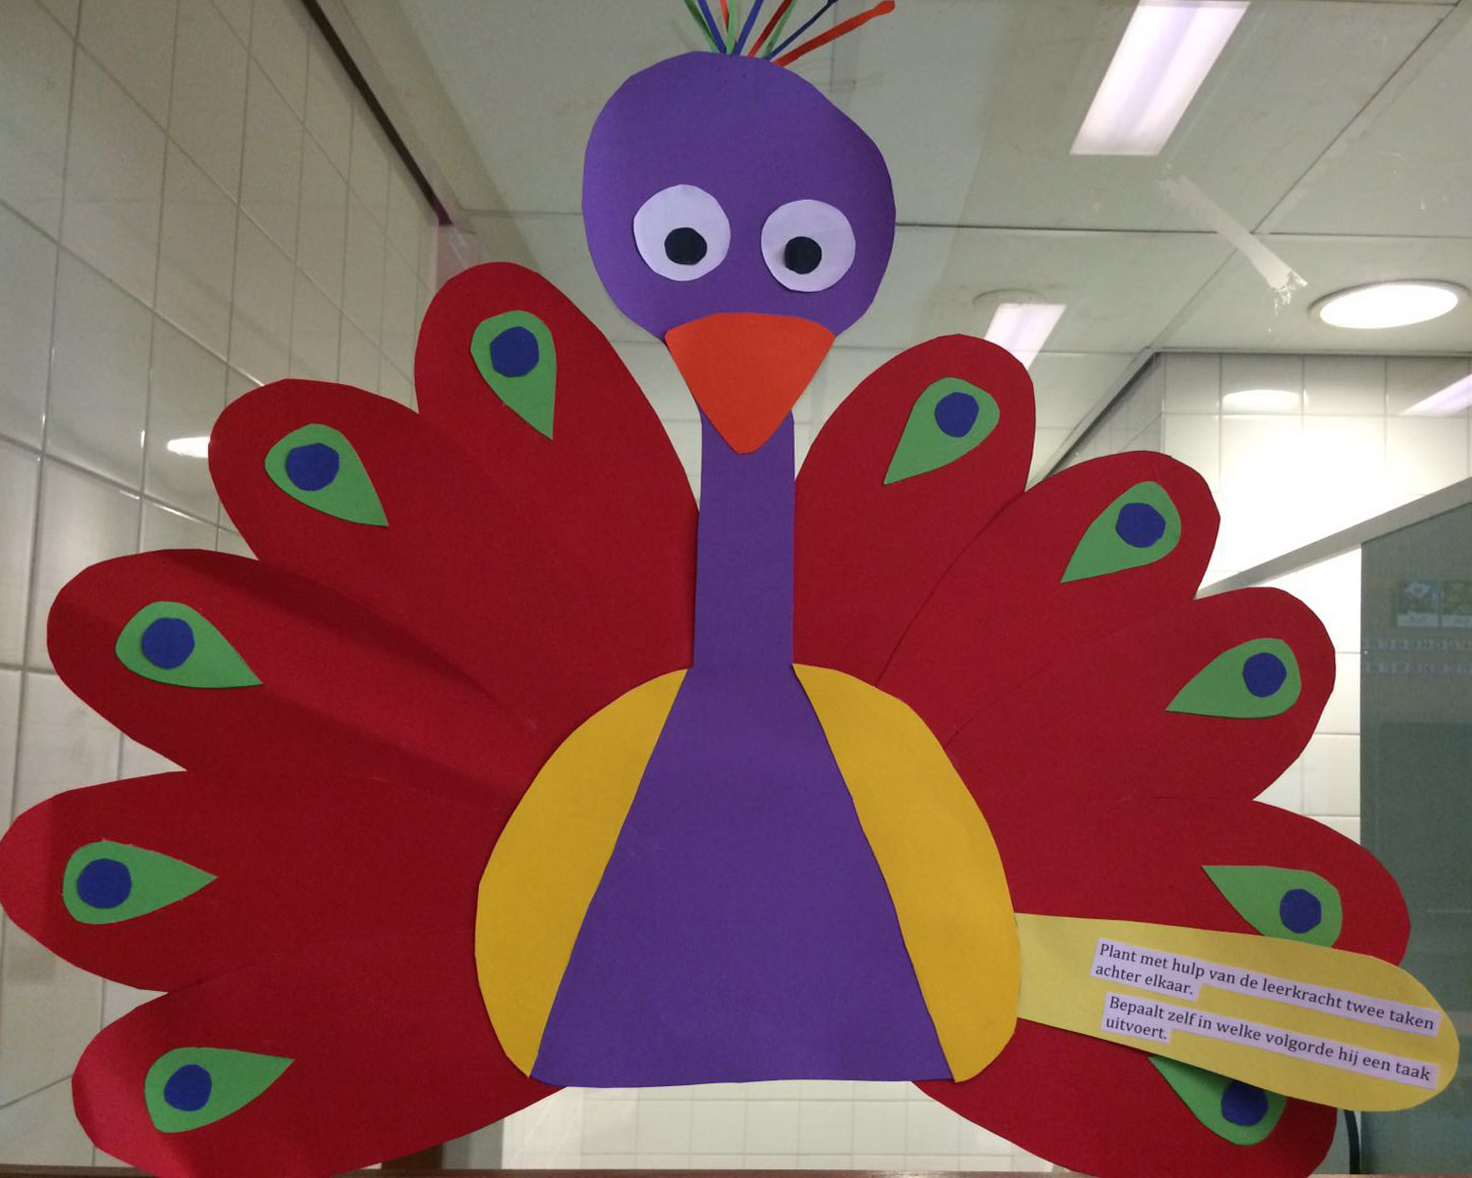 Plant met hulp van de leerkracht twee taken
achter elkaar.
Bepaalt zelf in welke volgorde hij een taak
uitvoert.